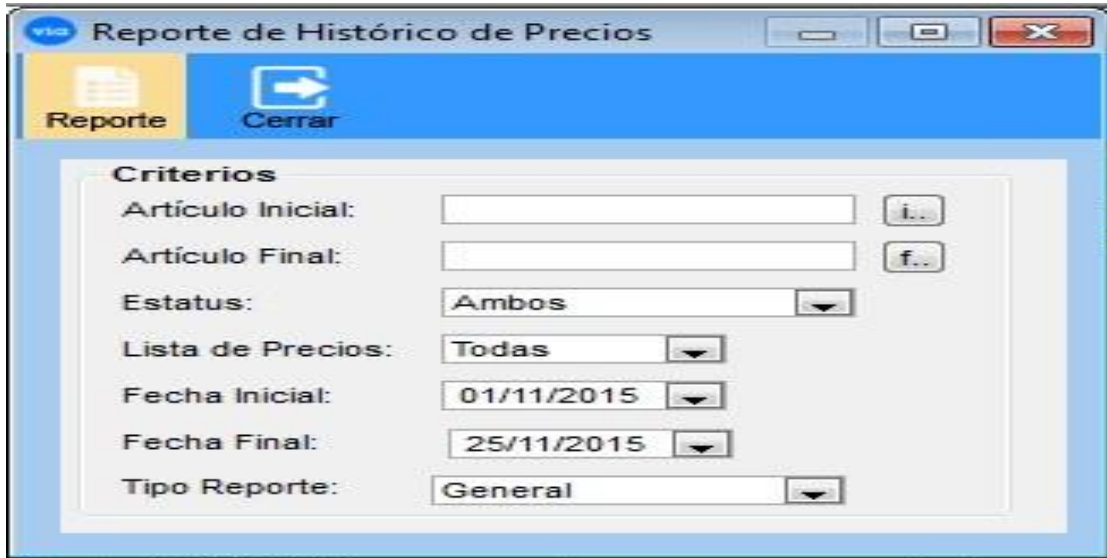 via Reporte de Histórico de Precios
Reporte Cerrar
Criterios
Artículo Inicial: i..
Artículo Final: f..
Estatus: Ambos
Lista de Precios: Todas
Fecha Inicial: 01/11/2015
Fecha Final: 25/11/2015
Tipo Reporte: General